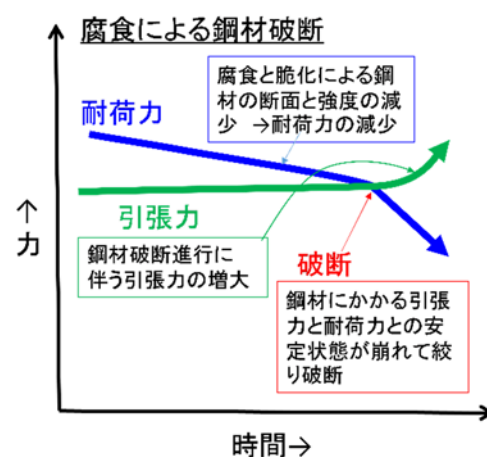 腐食による鋼材破断
腐食と脆化による鋼
材の断面と強度の減
少 →耐荷力の減少
耐荷力
引張力
↑
力
鋼材破断進行に
伴う引張力の増大
破断
鋼材にかかる引張
力と耐荷力との安
定状態が崩れて絞
り破断
時間→